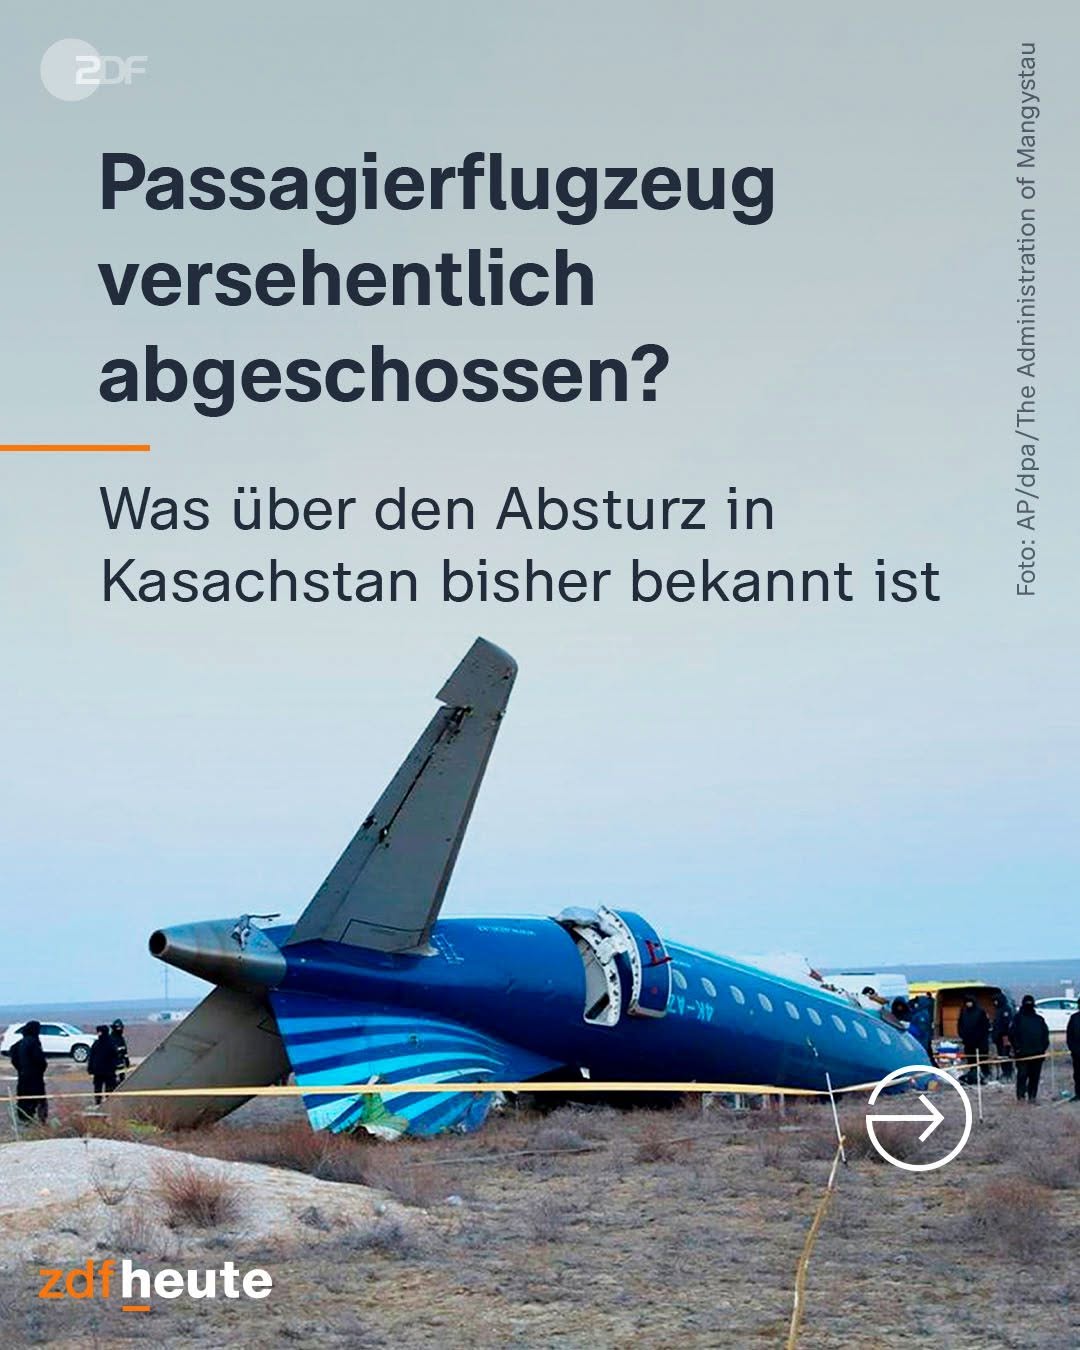 ZDF
Passagierflugzeug
versehentlich
abgeschossen?
Was über den Absturz in
Kasachstan bisher bekannt ist
Foto: AP/dpa/The Administration of Mangystau
4K-AZ
zdfheute